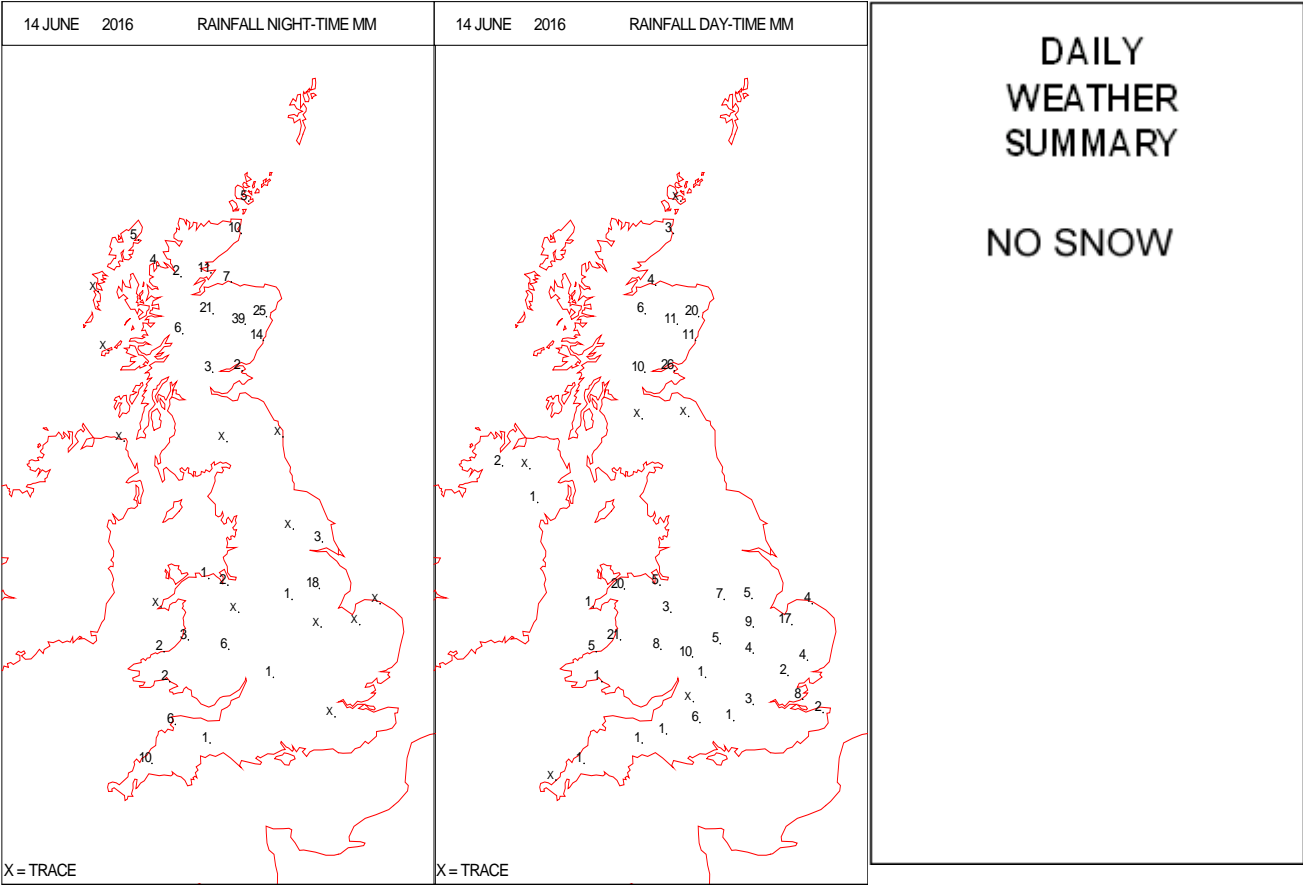 14 JUNE 2016 RAINFALL NIGHT-TIME MM
5
10
5
4
2
11
7
X
21
39
25
6
14
X
3
2
X
X
X
X
3
1
2
18
1
X
X
X
X
X
3
2
6
2
1
X
6
1
10
X = TRACE
14 JUNE 2016 RAINFALL DAY-TIME MM
X
3
4
6
20
11
11
10
26
X
X
2
X
1
20
5
7
5
1
3
4
17
9
21
5
5
8
10
4
4
1
1
2
X
3
8
2
6
1
1
1
1
X
X = TRACE
DAILY
WEATHER
SUMMARY
NO SNOW